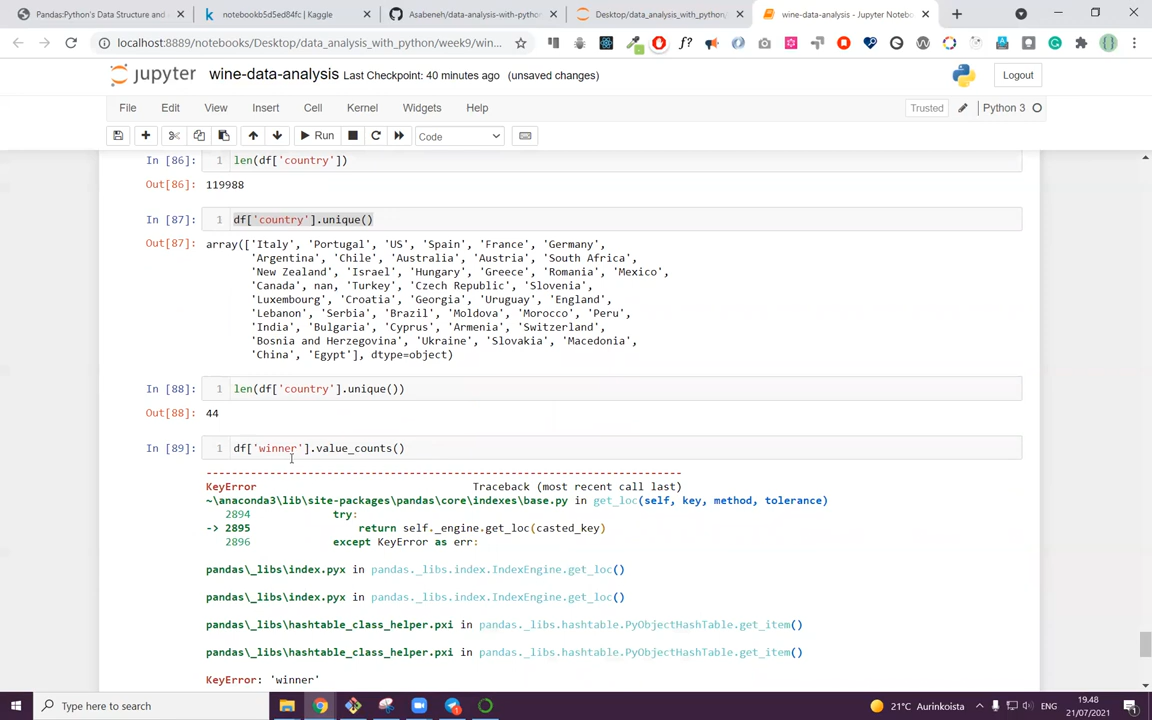 Pandas:Python's Data Structure and
notebookb5d5ed84fc | Kaggle
Asabeneh/data-analysis-with-python
Desktop/data_analysis_with_python/
wine-data-analysis - Jupyter Notebo
localhost:8889/notebooks/Desktop/data_analysis_with_python/week9/win...
f?
jupyter wine-data-analysis Last Checkpoint: 40 minutes ago (unsaved changes)
Logout
File Edit View Insert Cell Kernel Widgets Help
Trusted
Python 3
Run
Code
In [86] 1 len(df['country'])
Out[86]: 119988
In [87] 1 df['country'].unique()
Out[87]: array(['Italy', 'Portugal', 'US', 'Spain', 'France', 'Germany',
'Argentina', 'Chile', 'Australia', 'Austria', 'South Africa',
'New Zealand', 'Israel', 'Hungary', 'Greece', 'Romania', 'Mexico',
'Canada', nan, 'Turkey', 'Czech Republic', 'Slovenia',
'Luxembourg', 'Croatia', 'Georgia', 'Uruguay', 'England',
'Lebanon', 'Serbia', 'Brazil', 'Moldova', 'Morocco', 'Peru',
'India', 'Bulgaria', 'Cyprus', 'Armenia', 'Switzerland',
'Bosnia and Herzegovina', 'Ukraine', 'Slovakia', 'Macedonia',
'China', 'Egypt'], dtype=object)
In [88] 1 len(df['country'].unique())
Out[88]: 44
In [89] 1 df['winner'].value_counts()
---------------------------------------------------------------------------
KeyError Traceback (most recent call last)
~\anaconda3\lib\site-packages\pandas\core\indexes\base.py in get_loc(self, key, method, tolerance)
2894 try:
-> 2895 return self._engine.get_loc(casted_key)
2896 except KeyError as err:
pandas\_libs\index.pyx in pandas._libs.index.IndexEngine.get_loc()
pandas\_libs\index.pyx in pandas._libs.index.IndexEngine.get_loc()
pandas\_libs\hashtable_class_helper.pxi in pandas._libs.hashtable.PyObjectHashTable.get_item()
pandas\_libs\hashtable_class_helper.pxi in pandas._libs.hashtable.PyObjectHashTable.get_item()
KeyError: 'winner'
Type here to search
21°C Aurinkoista
ENG
19.48
21/07/2021